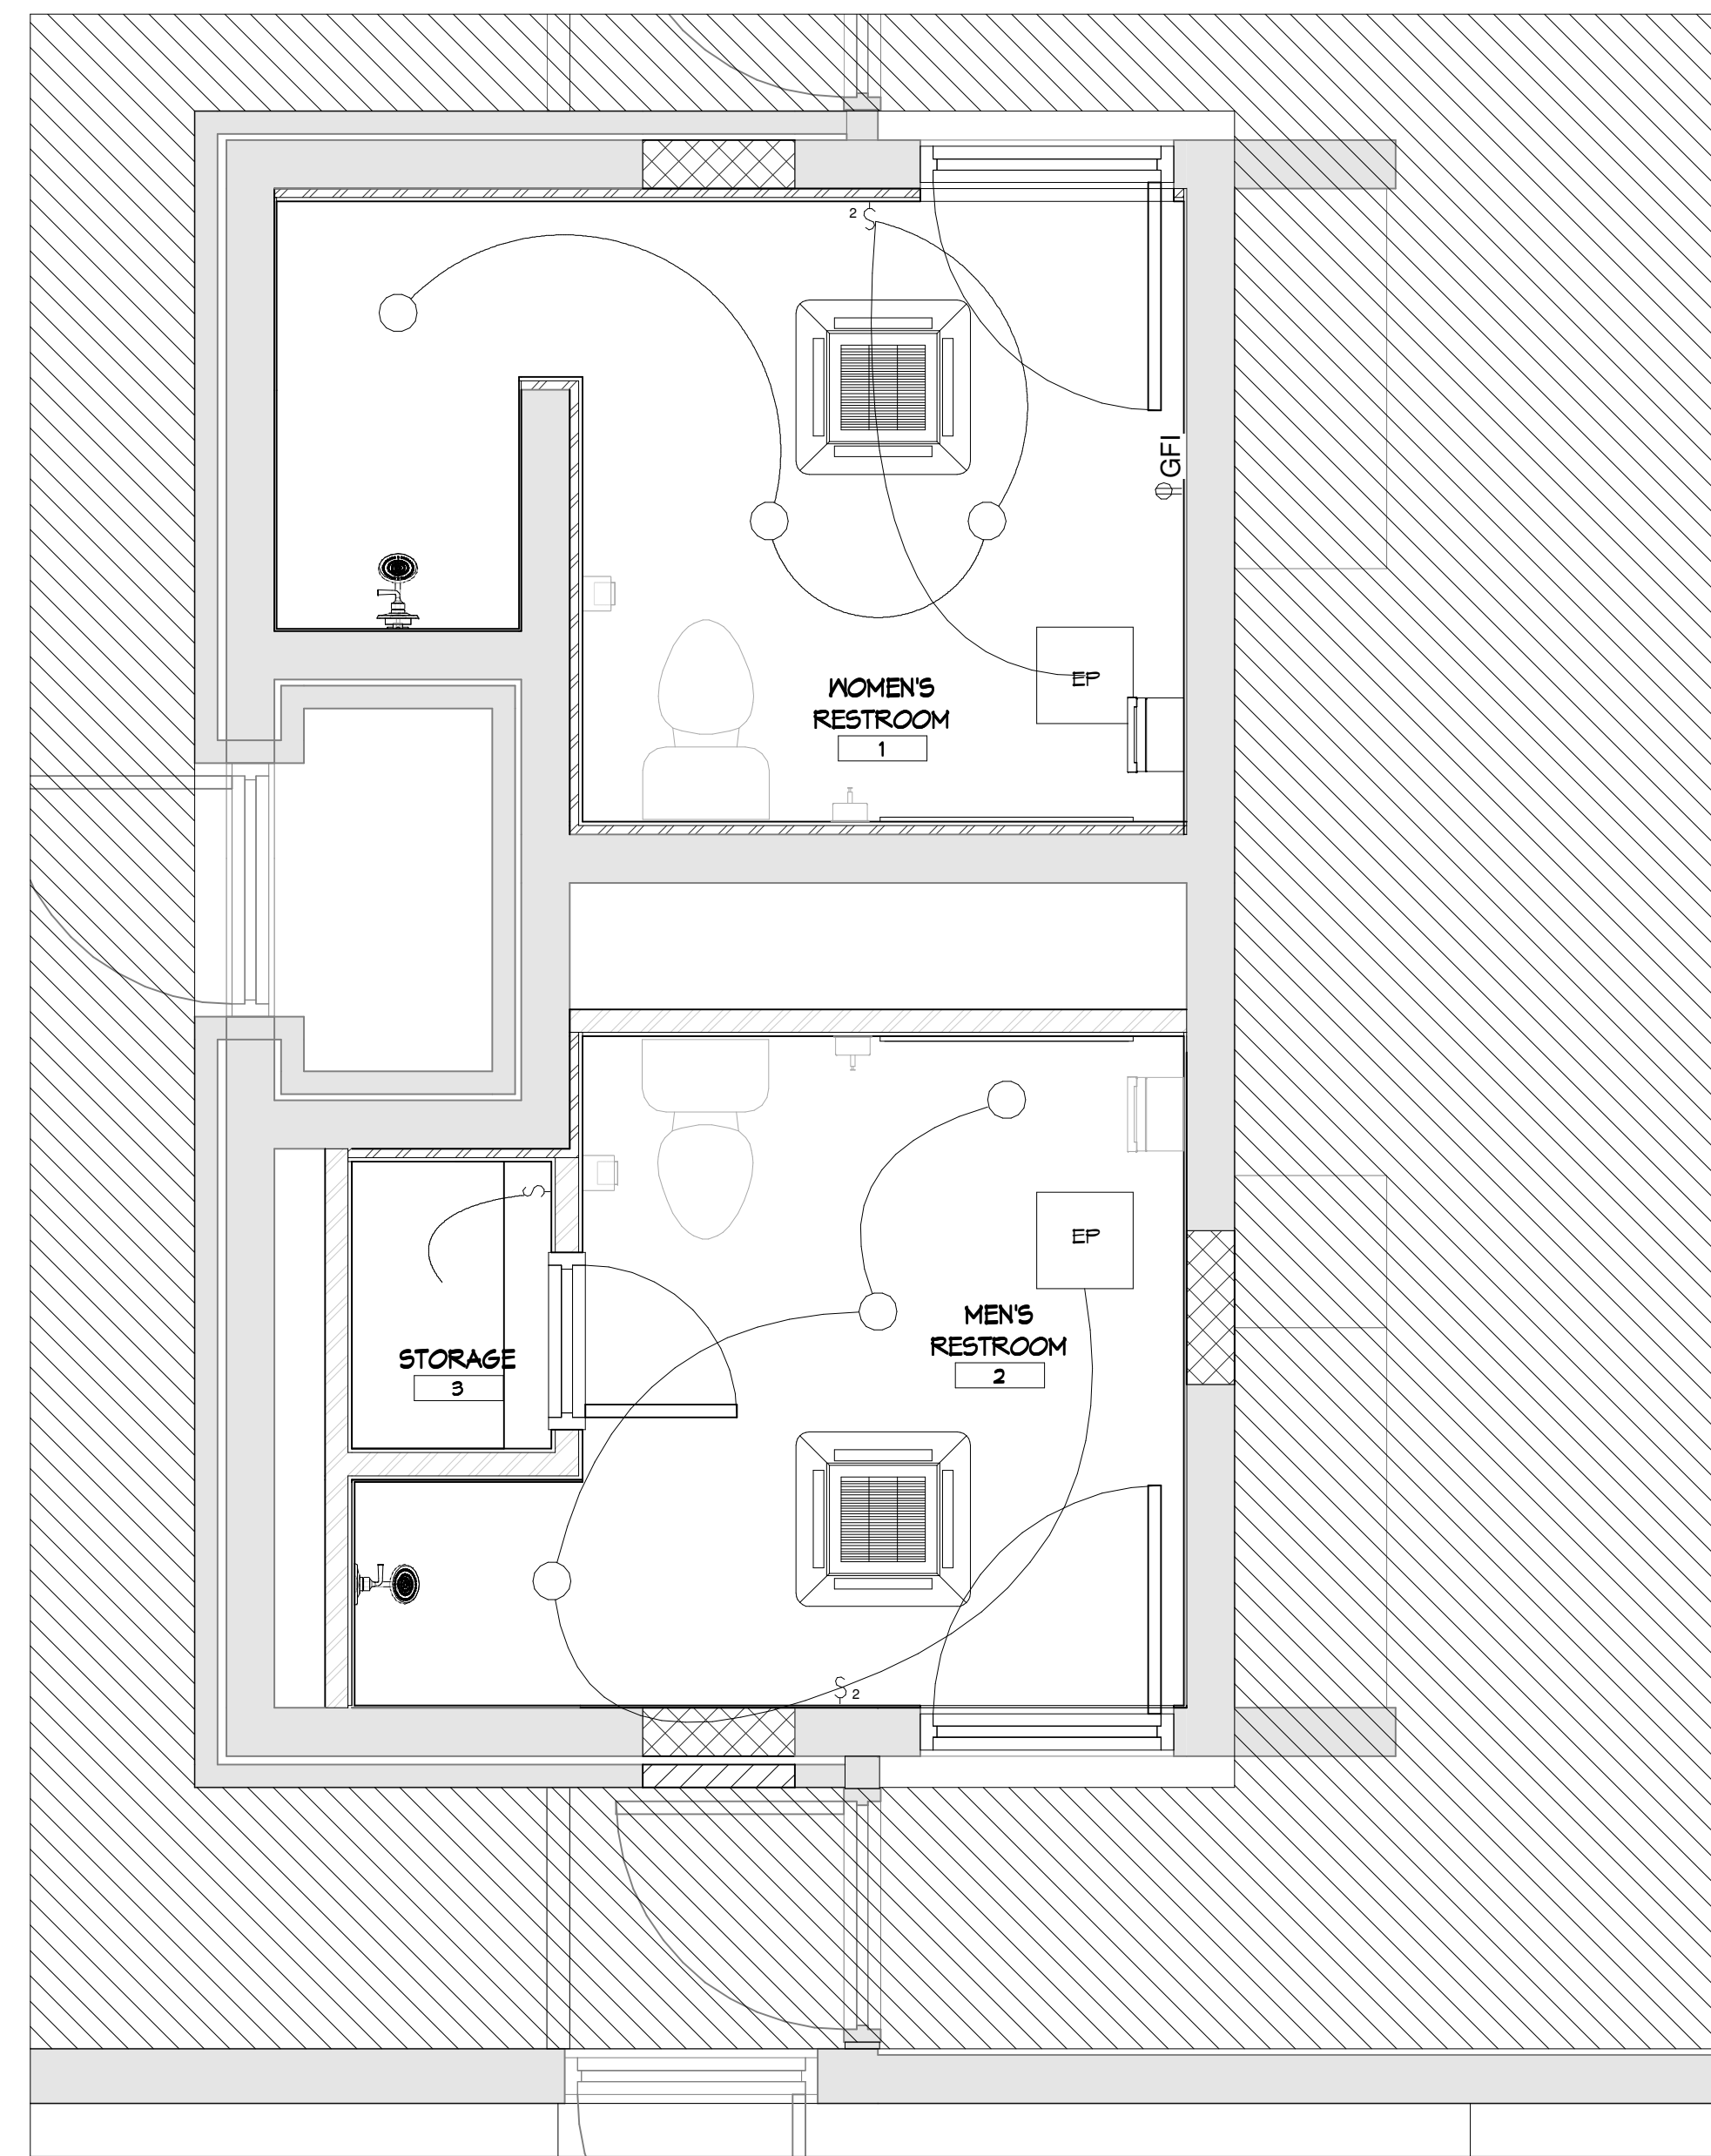 2 S
GFI
WOMEN'S
RESTROOM
1
EP
S
EP
MEN'S
RESTROOM
2
STORAGE
3
S 2